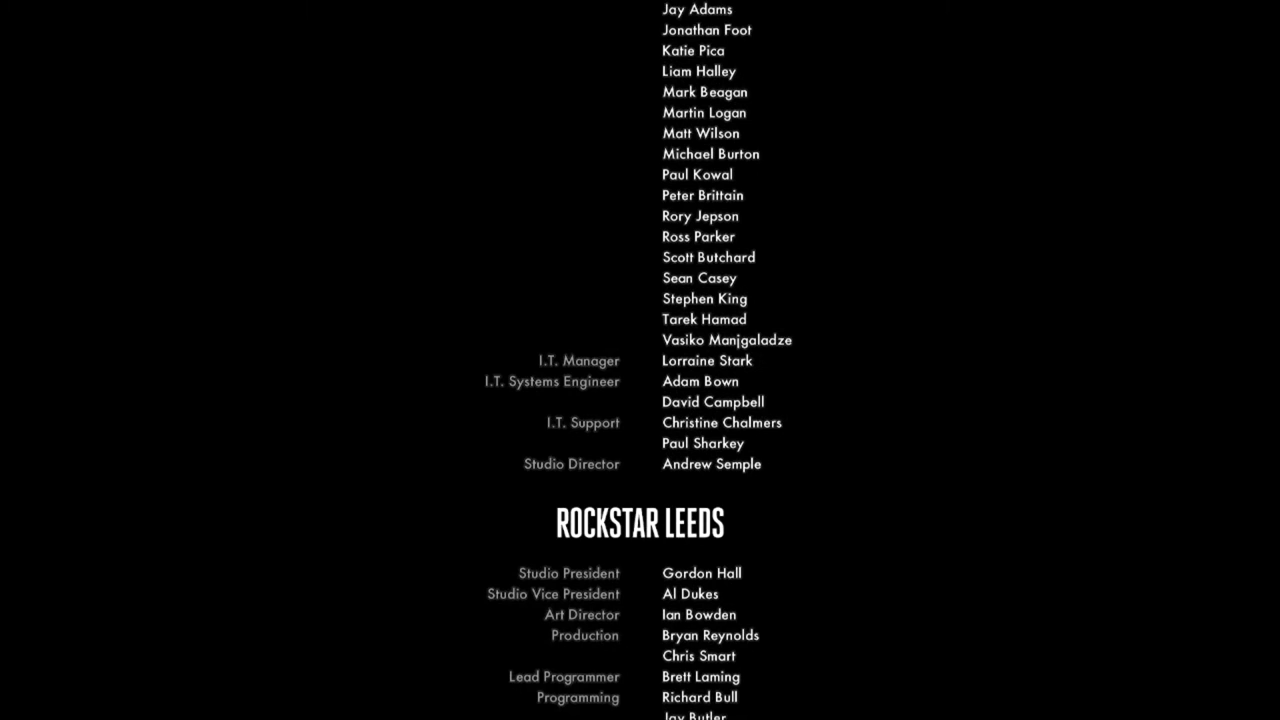 Jay Adams
Jonathan Foot
Katie Pica
Liam Halley
Mark Beagan
Martin Logan
Matt Wilson
Michael Burton
Paul Kowal
Peter Brittain
Rory Jepson
Ross Parker
Scott Butchard
Sean Casey
Stephen King
Tarek Hamad
Vasiko Manjgaladze
I.T. Manager Lorraine Stark
I.T. Systems Engineer Adam Bown
David Campbell
I.T. Support Christine Chalmers
Paul Sharkey
Studio Director Andrew Semple
ROCKSTAR LEEDS
Studio President Gordon Hall
Studio Vice President Al Dukes
Art Director Ian Bowden
Production Bryan Reynolds
Chris Smart
Lead Programmer Brett Laming
Programming Richard Bull
Jay Butler